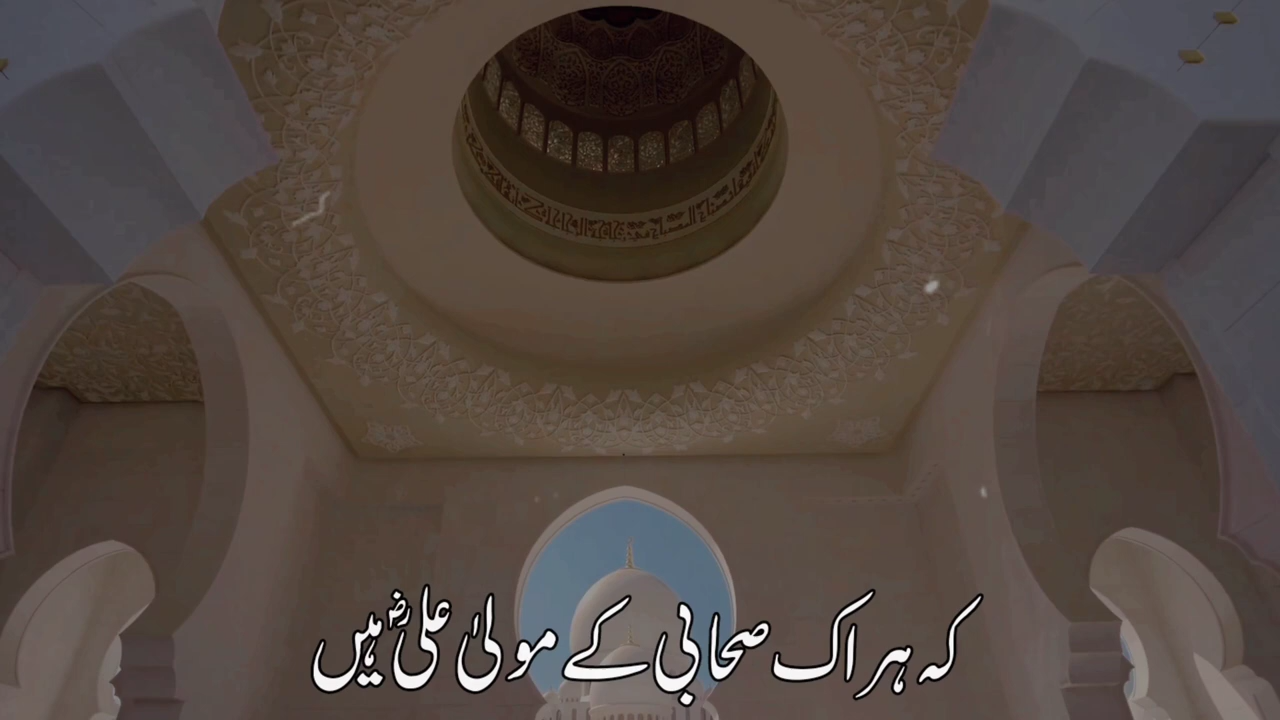 کہ ہر اک صحابی کے مولیٰ علیؓ ہیں